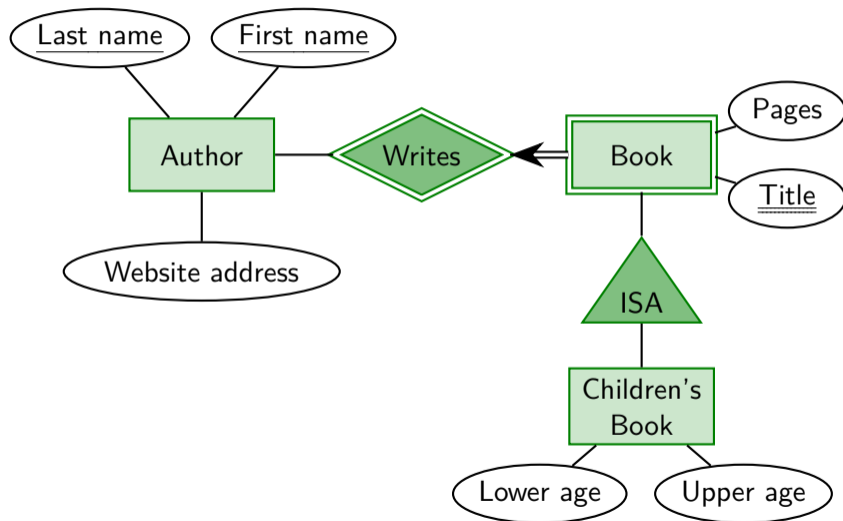 Last name
First name
Pages
Author
Writes
Book
Title
Website address
ISA
Children's
Book
Lower age
Upper age